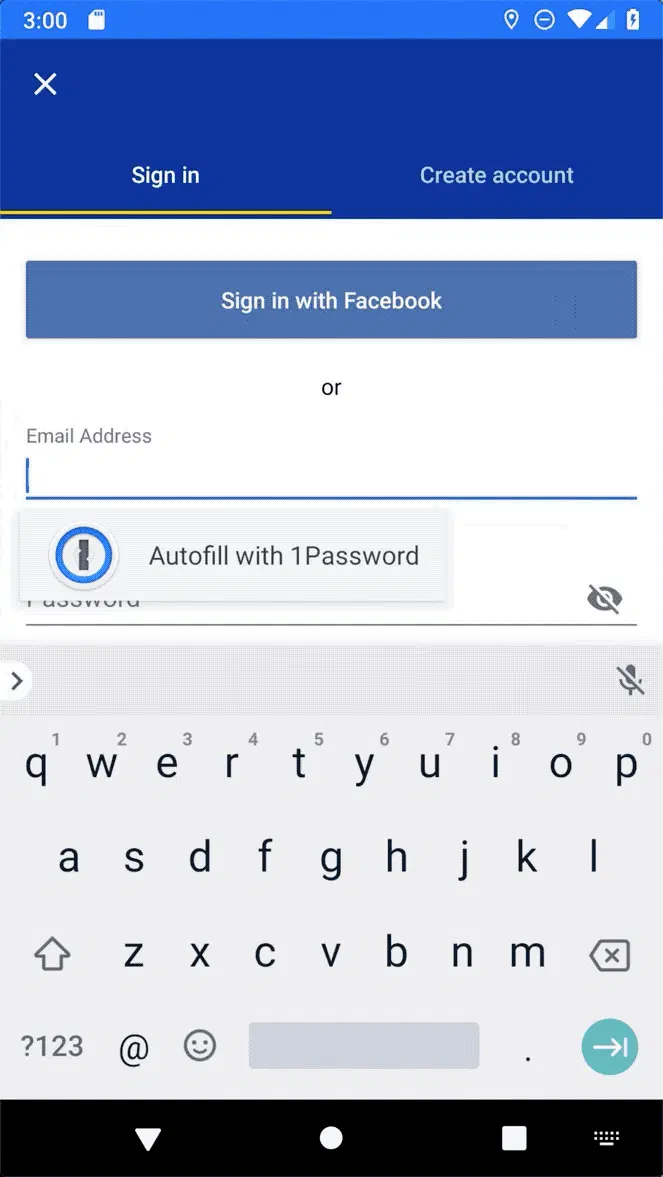 3:00
Sign in Create account
Sign in with Facebook
or
Email Address
Autofill with 1Password
Password
1 2 3 4 5 6 7 8 9 0
q w e r t y u i o p
a s d f g h j k l
z x c v b n m
?123 @ .